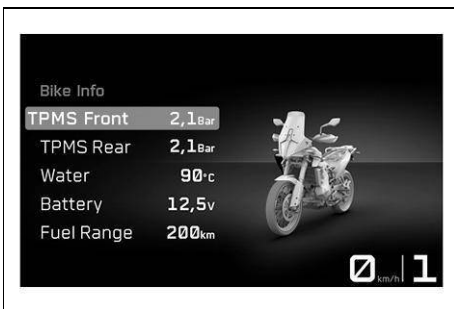 Bike Info
TPMS Front 2,1Bar
TPMS Rear 2,1Bar
Water 90°c
Battery 12,5v
Fuel Range 200km
0 km/h 1